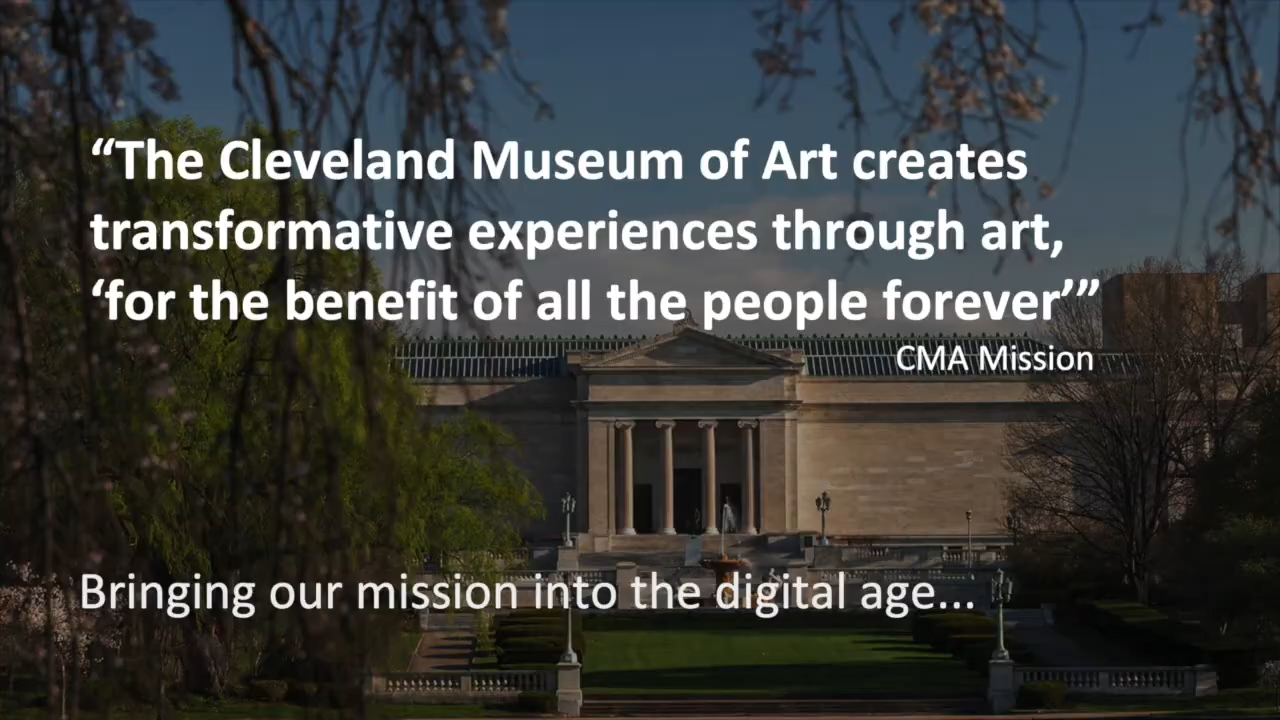 “The Cleveland Museum of Art creates
transformative experiences through art,
‘for the benefit of all the people forever’”
CMA Mission
Bringing our mission into the digital age...